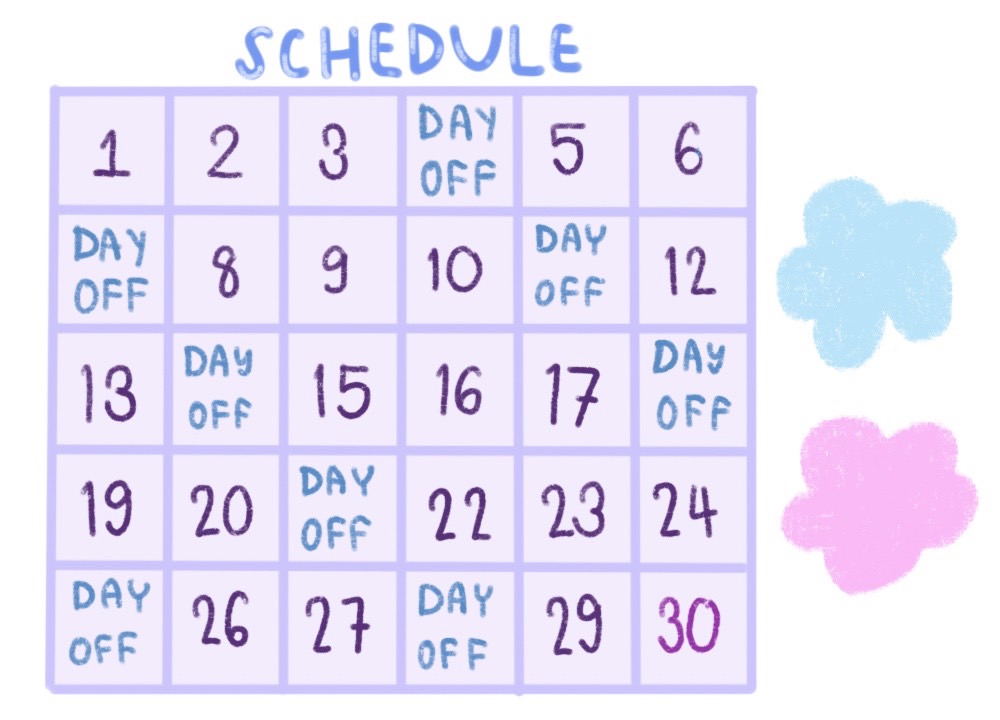 SCHEDULE
1 2 3 DAY OFF 5 6
DAY OFF 8 9 10 DAY OFF 12
13 DAY OFF 15 16 17 DAY OFF
19 20 DAY OFF 22 23 24
DAY OFF 26 27 DAY OFF 29 30